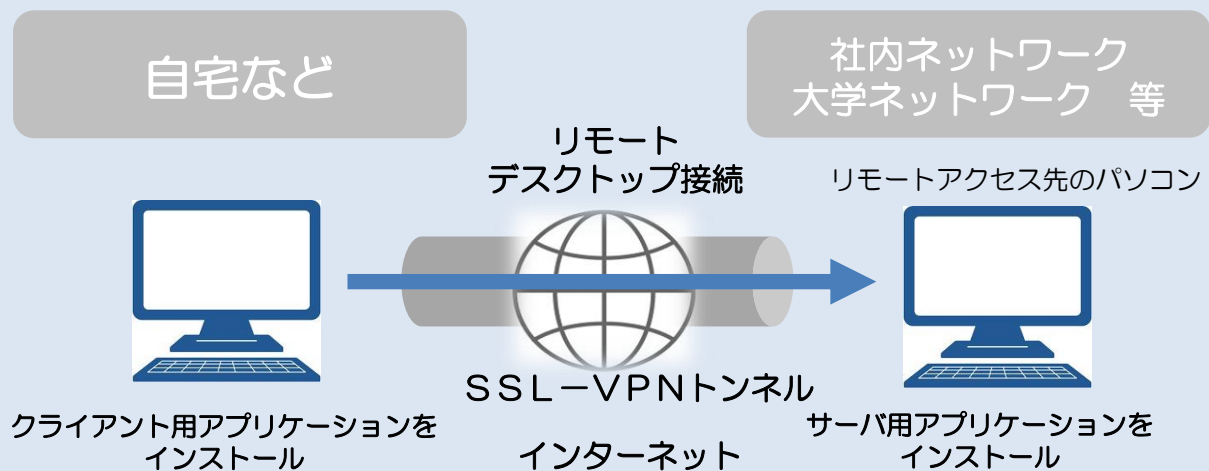 自宅など
社内ネットワーク
大学ネットワーク　等
リモート
デスクトップ接続
リモートアクセス先のパソコン
ＳＳＬ－ＶＰＮトンネル
クライアント用アプリケーションを
インストール
インターネット
サーバ用アプリケーションを
インストール